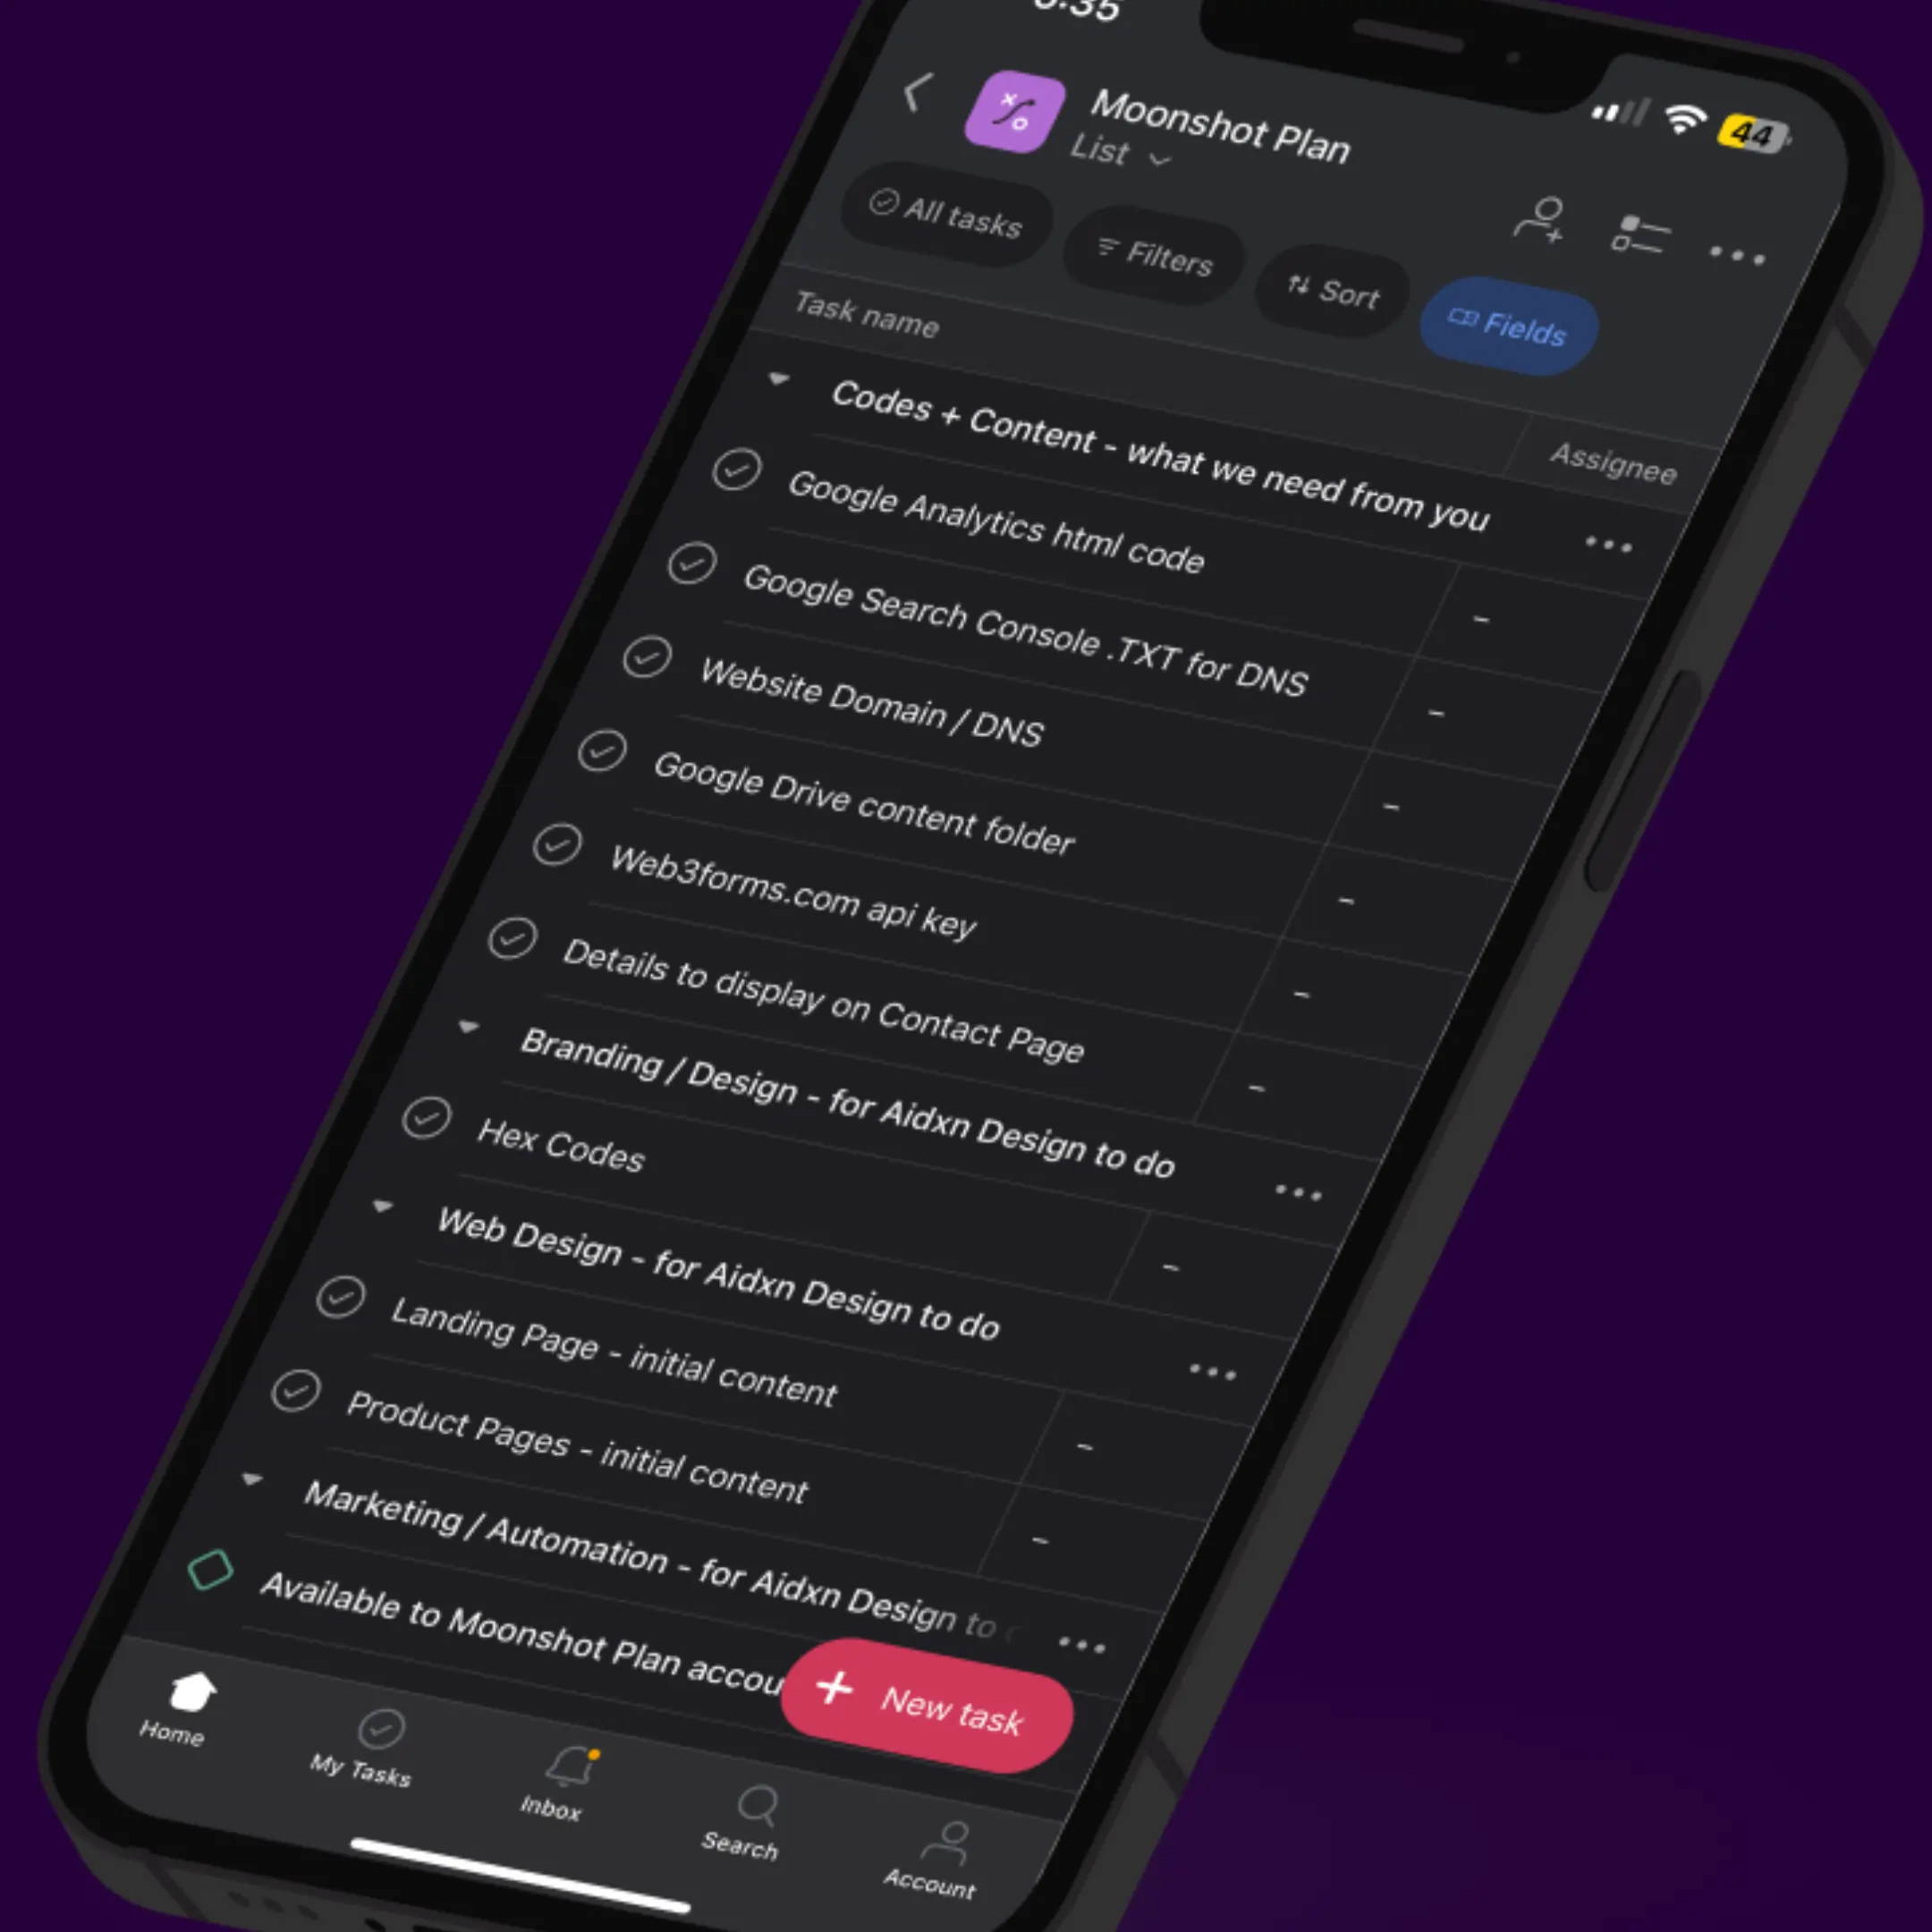 Moonshot Plan
List
44
All tasks
Filters
Sort
Fields
Task name
Assignee
Codes + Content - what we need from you
Google Analytics html code
-
Google Search Console .TXT for DNS
-
Website Domain / DNS
-
Google Drive content folder
-
Web3forms.com api key
-
Details to display on Contact Page
-
Branding / Design - for Aidxn Design to do
Hex Codes
-
Web Design - for Aidxn Design to do
Landing Page - initial content
-
Product Pages - initial content
-
Marketing / Automation - for Aidxn Design to
Available to Moonshot Plan accou
New task
Home
My Tasks
Inbox
Search
Account